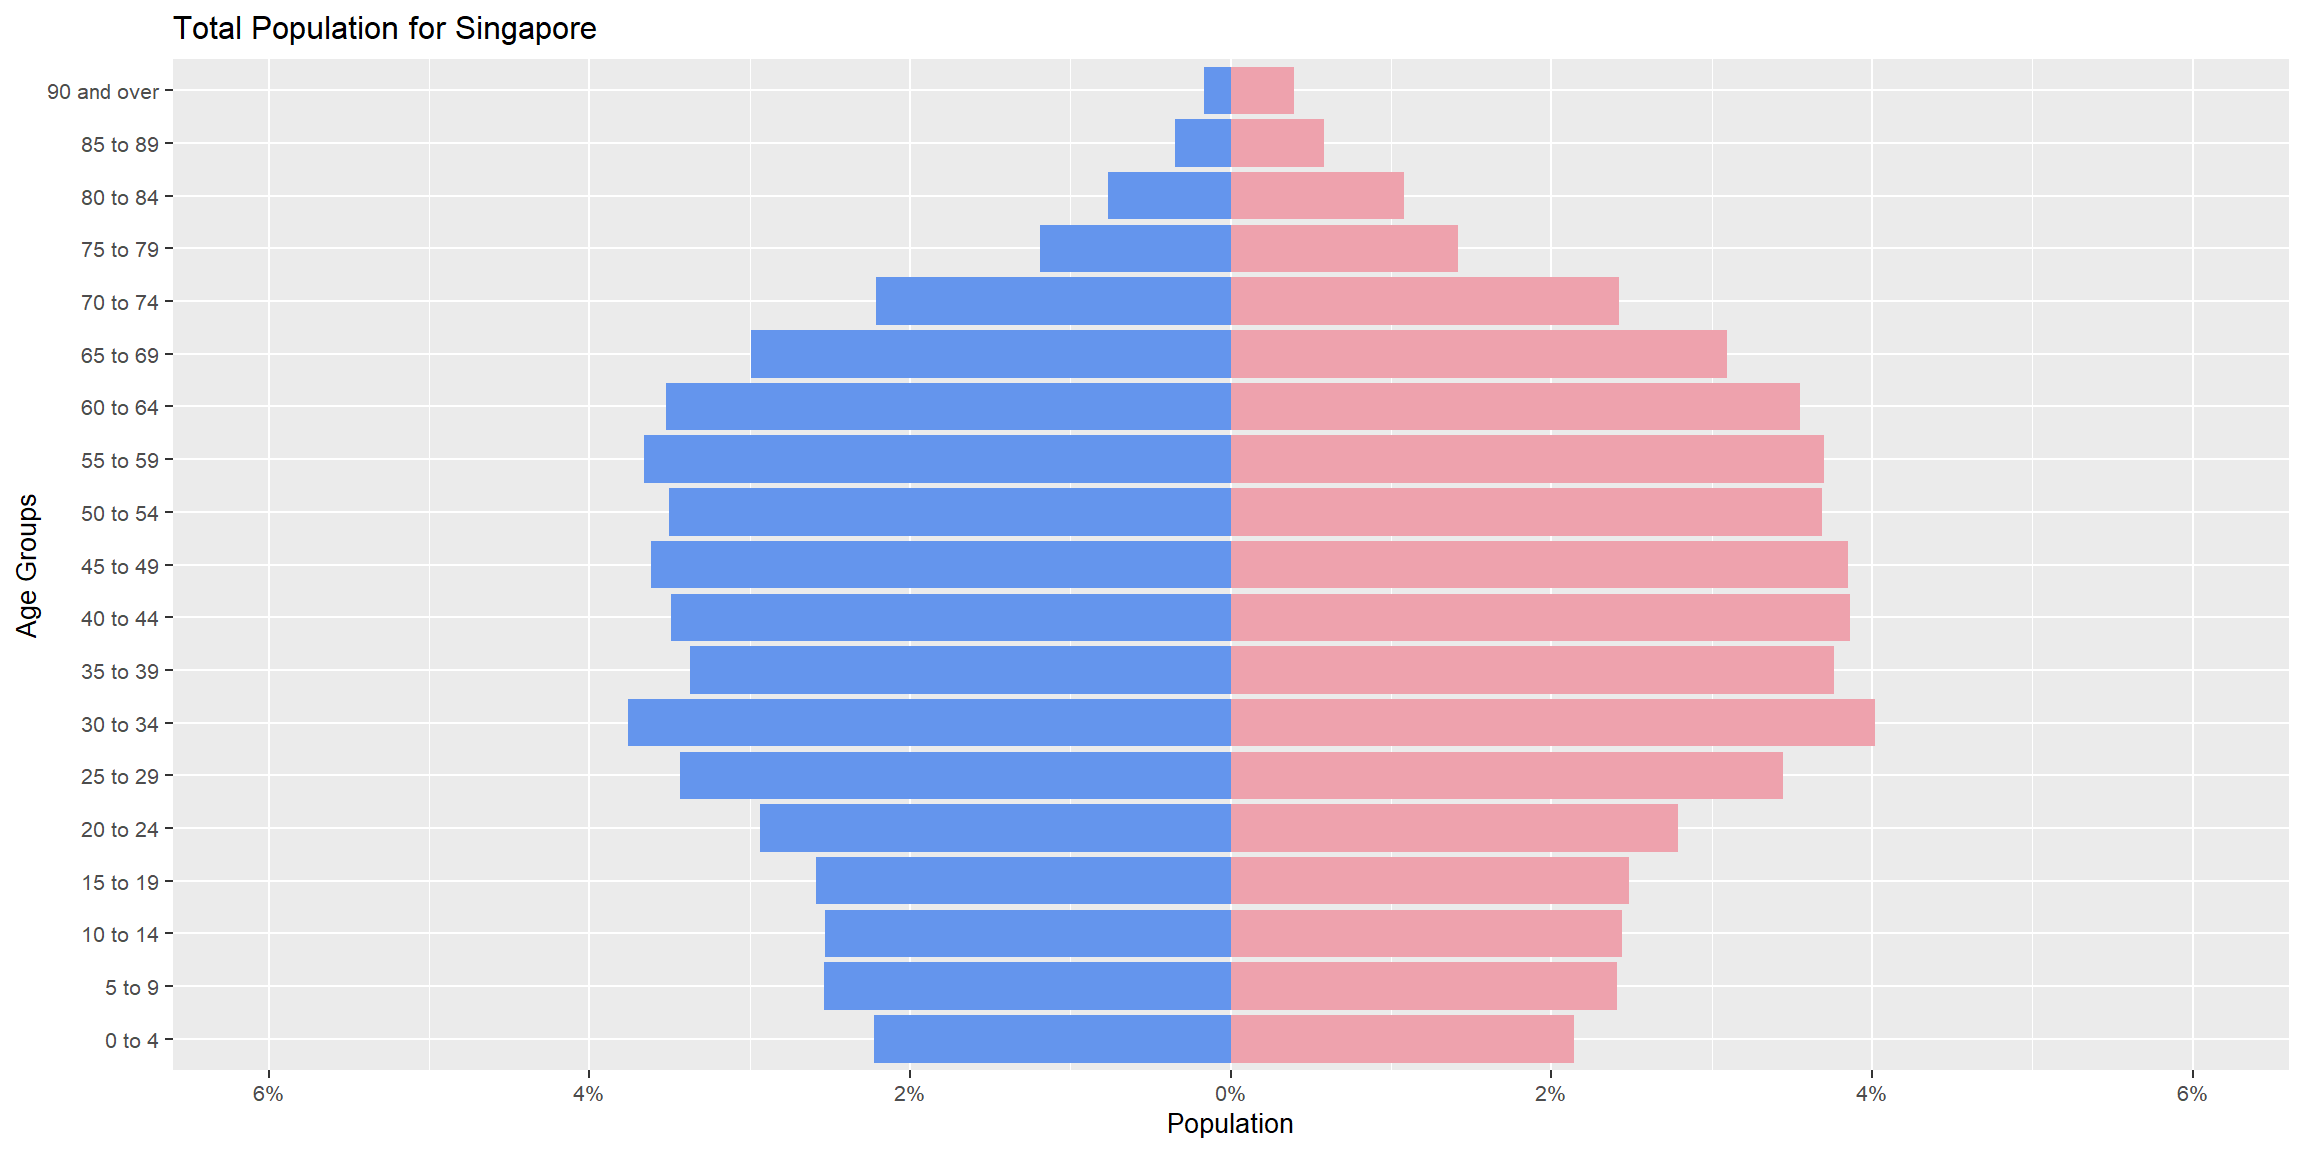 Total Population for Singapore
90 and over
85 to 89
80 to 84
75 to 79
70 to 74
65 to 69
60 to 64
55 to 59
50 to 54
45 to 49
40 to 44
35 to 39
30 to 34
25 to 29
20 to 24
15 to 19
10 to 14
5 to 9
0 to 4
Age Groups
6% 4% 2% 0% 2% 4% 6%
Population